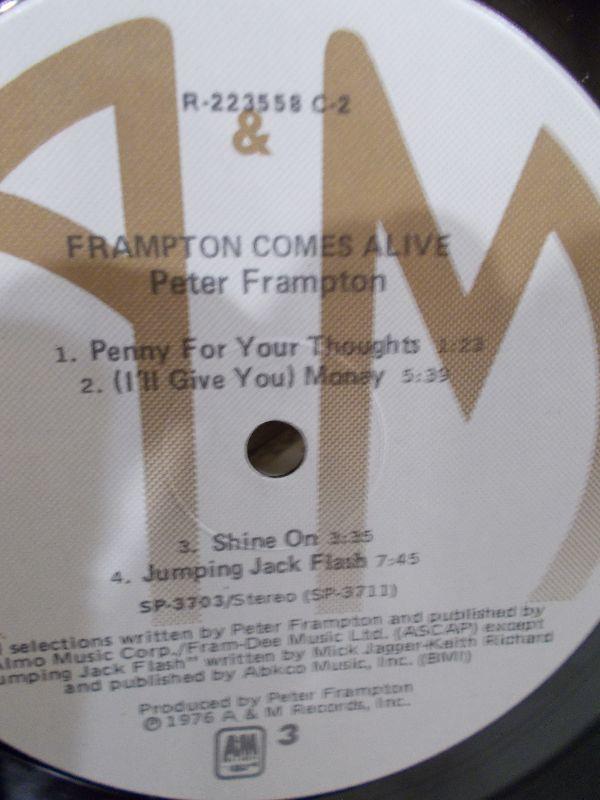 R-223558 C-2
&
FRAMPTON COMES ALIVE
Peter Frampton
1. Penny For Your Thoughts 1:23
2. (I'll Give You) Money 5:39
3. Shine On 3:35
4. Jumping Jack Flash 7:45
SP-3703/Stereo (SP-3711)
selections written by Peter Frampton and published by
Almo Music Corp./Fram-Dee Music Ltd. (ASCAP) except
umping Jack Flash" written by Mick Jagger-Keith Richard
and published by Abkco Music, Inc. (BMI)
Produced by Peter Frampton
℗ 1976 A & M Records, Inc.
A&M 3